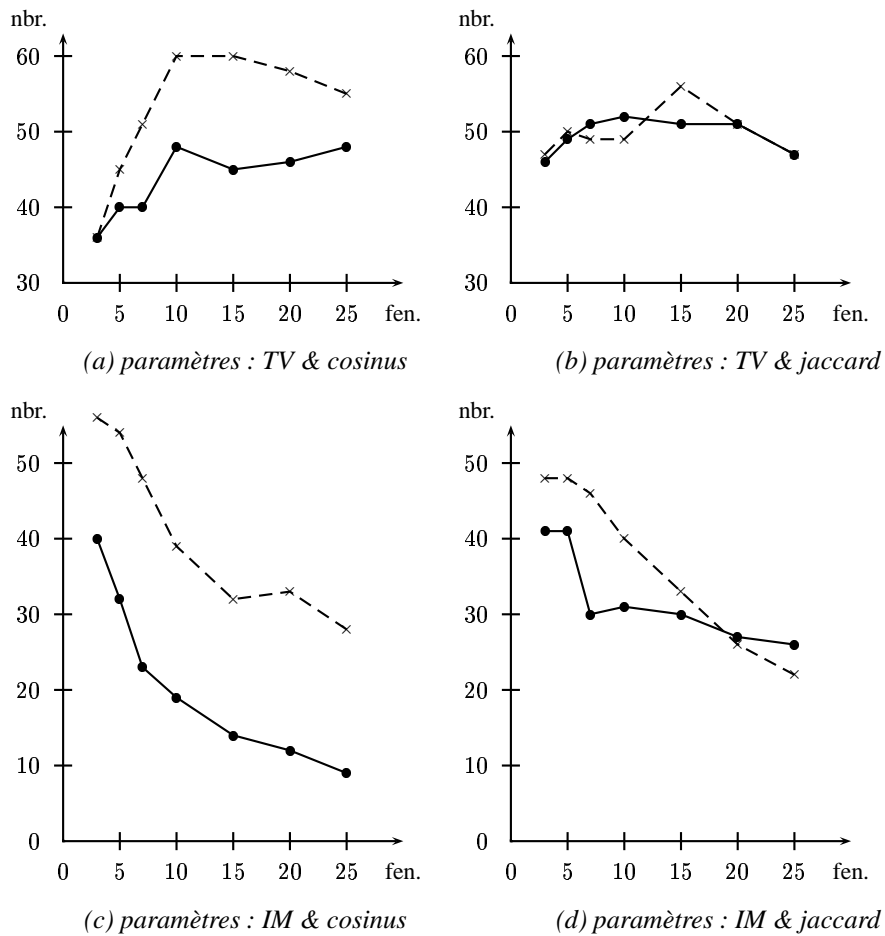 nbr.
60
50
40
30
0 5 10 15 20 25 fen.
(a) paramètres : TV & cosinus
nbr.
60
50
40
30
0 5 10 15 20 25 fen.
(b) paramètres : TV & jaccard
nbr.
50
40
30
20
10
0
0 5 10 15 20 25 fen.
(c) paramètres : IM & cosinus
nbr.
50
40
30
20
10
0
0 5 10 15 20 25 fen.
(d) paramètres : IM & jaccard